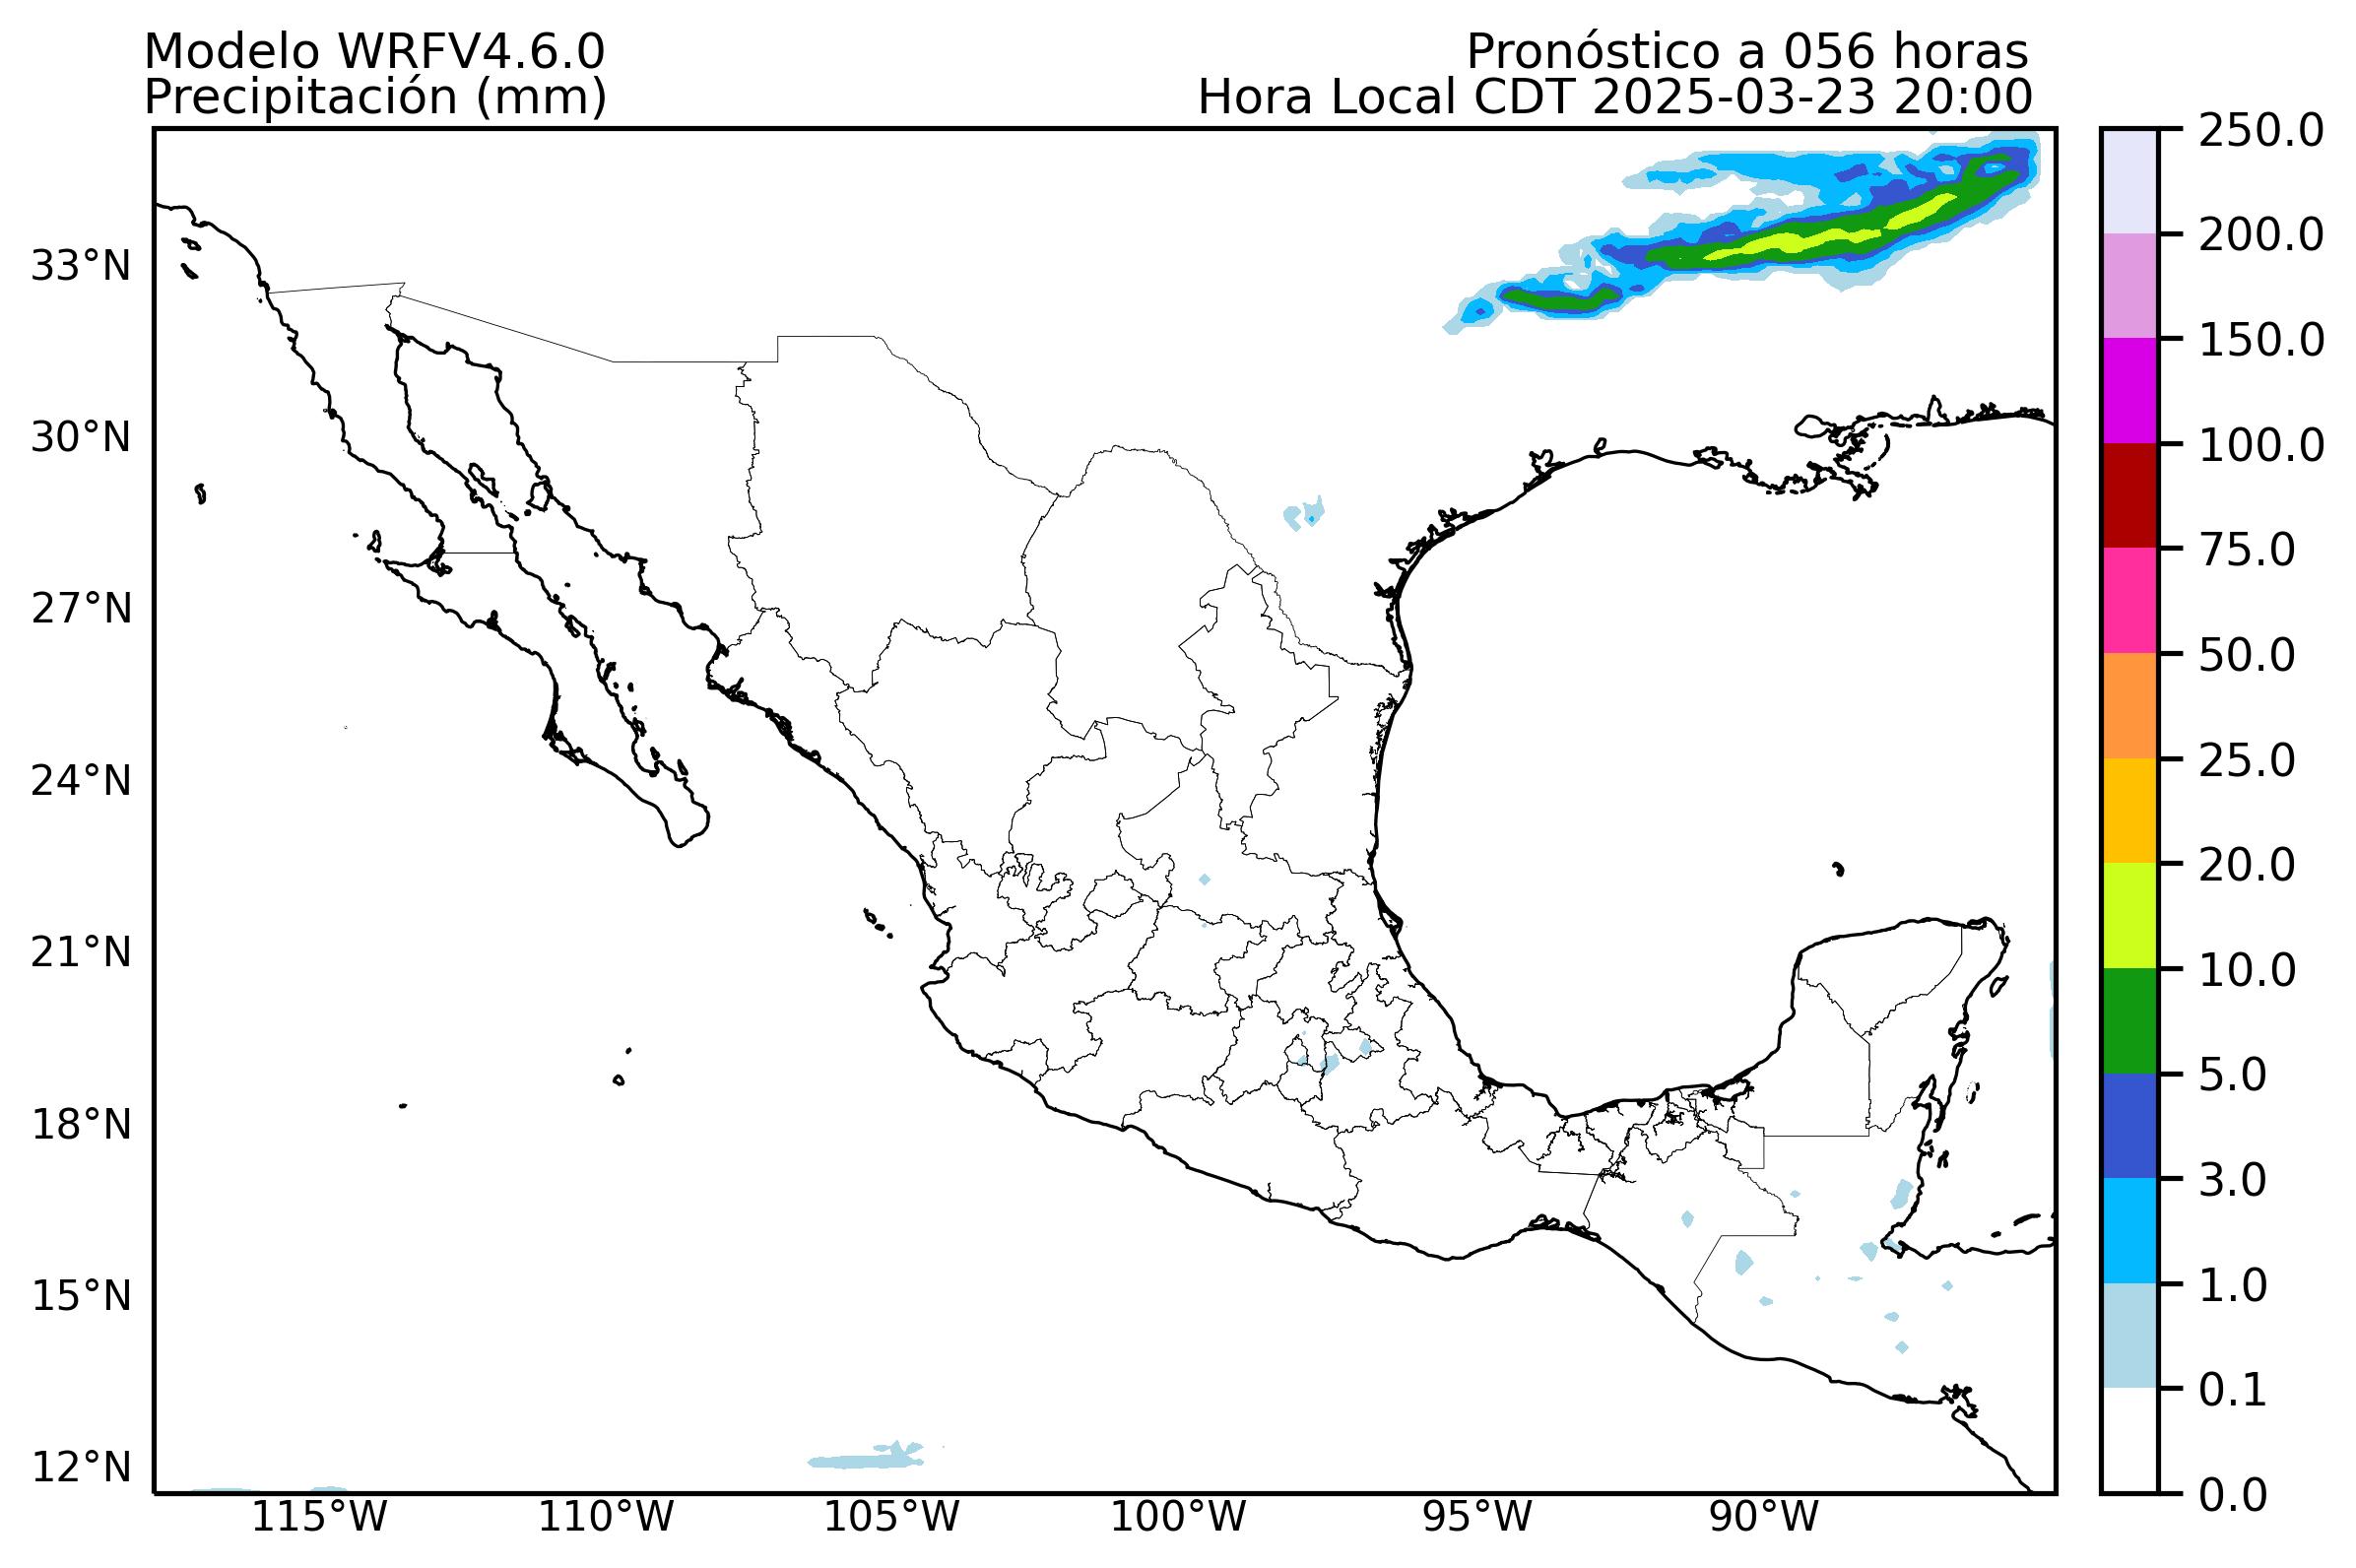 Modelo WRFV4.6.0
Precipitación (mm)
Pronóstico a 056 horas
Hora Local CDT 2025-03-23 20:00
33°N
30°N
27°N
24°N
21°N
18°N
15°N
12°N
115°W
110°W
105°W
100°W
95°W
90°W
250.0
200.0
150.0
100.0
75.0
50.0
25.0
20.0
10.0
5.0
3.0
1.0
0.1
0.0